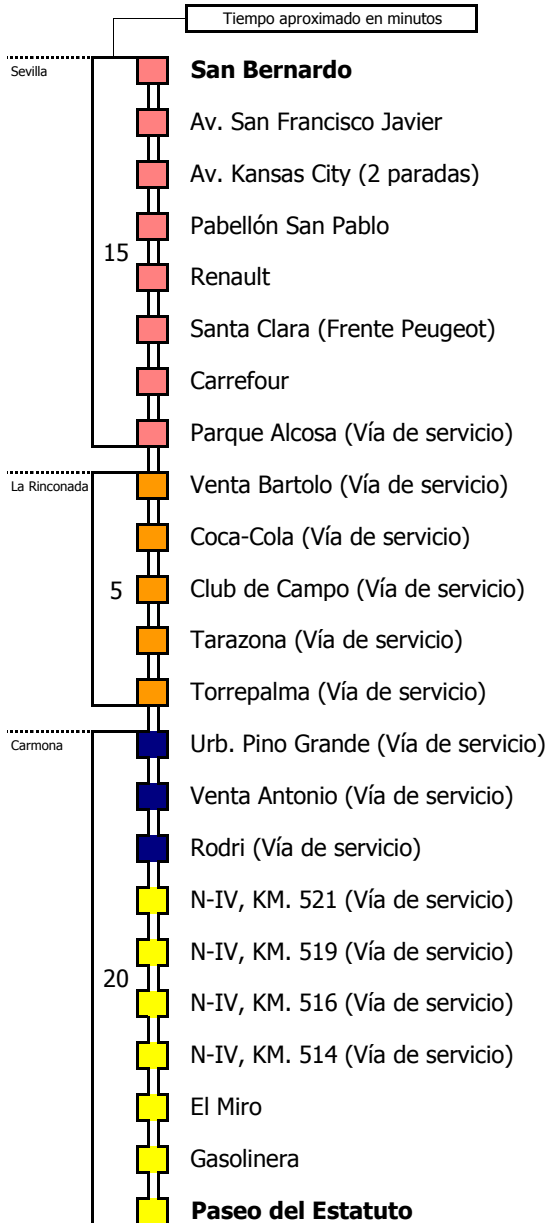 Tiempo aproximado en minutos
Sevilla
San Bernardo
Av. San Francisco Javier
Av. Kansas City (2 paradas)
Pabellón San Pablo
15
Renault
Santa Clara (Frente Peugeot)
Carrefour
Parque Alcosa (Vía de servicio)
La Rinconada
Venta Bartolo (Vía de servicio)
Coca-Cola (Vía de servicio)
5
Club de Campo (Vía de servicio)
Tarazona (Vía de servicio)
Torrepalma (Vía de servicio)
Carmona
Urb. Pino Grande (Vía de servicio)
Venta Antonio (Vía de servicio)
Rodri (Vía de servicio)
N-IV, KM. 521 (Vía de servicio)
N-IV, KM. 519 (Vía de servicio)
20
N-IV, KM. 516 (Vía de servicio)
N-IV, KM. 514 (Vía de servicio)
El Miro
Gasolinera
Paseo del Estatuto